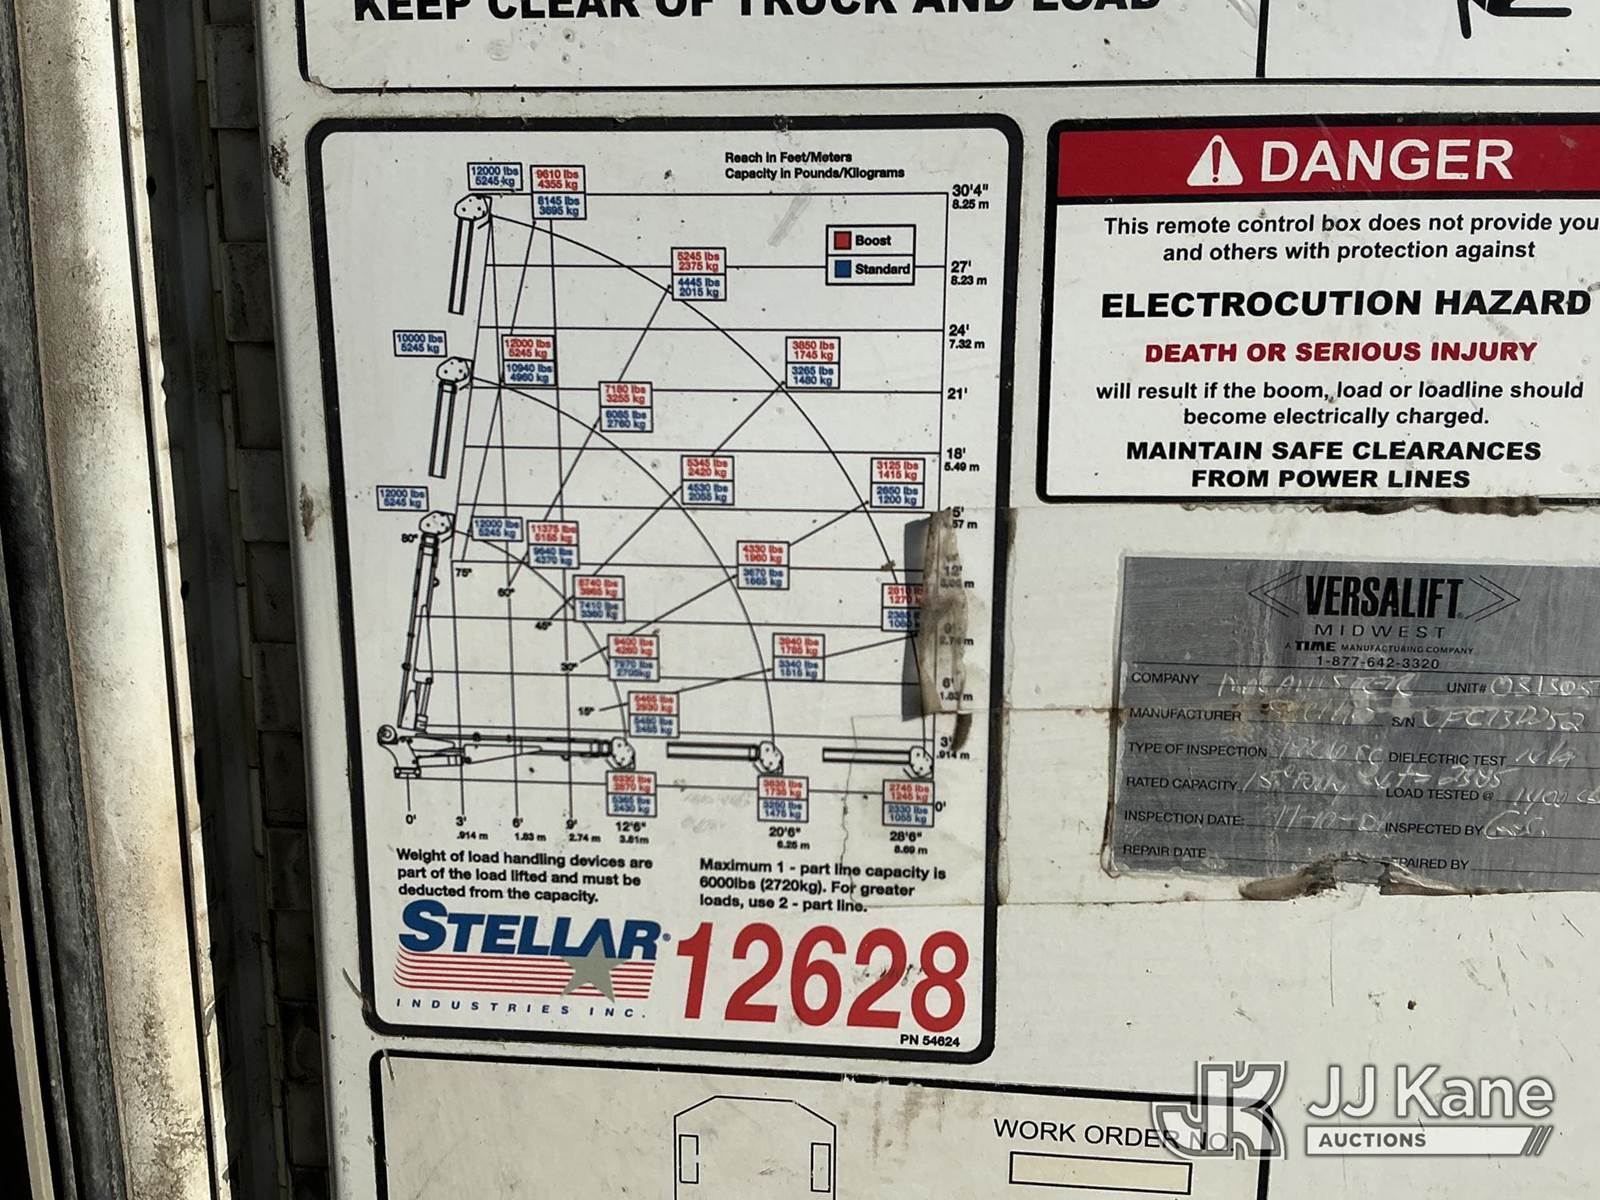 KEEP CLEAR OF TRUCK AND LOAD
Reach in Feet/Meters
Capacity in Pounds/Kilograms
Boost
Standard
12000 lbs
5245 kg
9610 lbs
4355 kg
8145 lbs
3695 kg
30'4"
8.25 m
5245 lbs
2375 kg
4445 lbs
2015 kg
27'
8.23 m
24'
7.32 m
10000 lbs
5245 kg
12000 lbs
5245 kg
10940 lbs
4960 kg
3850 lbs
1745 kg
3265 lbs
1480 kg
7180 lbs
3255 kg
6085 lbs
2760 kg
21'
18'
5.49 m
5345 lbs
2420 kg
4530 lbs
2055 kg
3125 lbs
1415 kg
2650 lbs
1200 kg
12000 lbs
5245 kg
12000 lbs
5245 kg
11375 lbs
5155 kg
9640 lbs
4370 kg
80°
75°
60°
45°
30°
15°
4330 lbs
1960 kg
3670 lbs
1665 kg
12'
8740 lbs
3965 kg
7410 lbs
3360 kg
9400 lbs
4260 kg
7970 lbs
3940 lbs
1785 kg
3340 lbs
1515 kg
6'
1.83 m
3'
.914 m
0'
2745 lbs
1245 kg
2330 lbs
1055 kg
3250 lbs
1475 kg
0'
3'
.914 m
6'
1.83 m
9'
2.74 m
12'6"
3.81m
20'6"
6.25 m
28'6"
8.69 m
Weight of load handling devices are
part of the load lifted and must be
deducted from the capacity.
Maximum 1 - part line capacity is
6000lbs (2720kg). For greater
loads, use 2 - part line.
STELLAR®
INDUSTRIES INC.
12628
PN 54624
DANGER
This remote control box does not provide you
and others with protection against
ELECTROCUTION HAZARD
DEATH OR SERIOUS INJURY
will result if the boom, load or loadline should
become electrically charged.
MAINTAIN SAFE CLEARANCES
FROM POWER LINES
VERSALIFT
MIDWEST
A TIME MANUFACTURING COMPANY
1-877-642-3320
COMPANY UNIT#
MANUFACTURER S/N
TYPE OF INSPECTION DIELECTRIC TEST N/A
RATED CAPACITY LOAD TESTED @
INSPECTION DATE: INSPECTED BY
REPAIR DATE
WORK ORDER NO.
JK JJ Kane
AUCTIONS